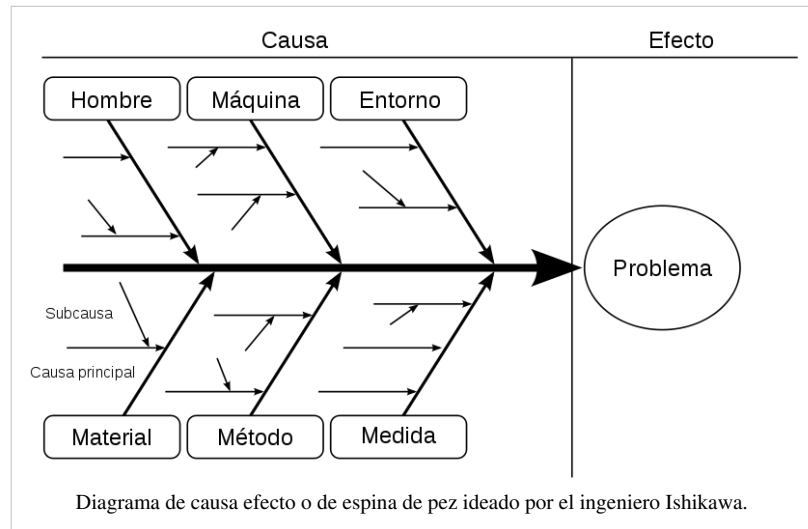 Causa
Efecto
Hombre
Máquina
Entorno
Problema
Subcausa
Causa principal
Material
Método
Medida
Diagrama de causa efecto o de espina de pez ideado por el ingeniero Ishikawa.